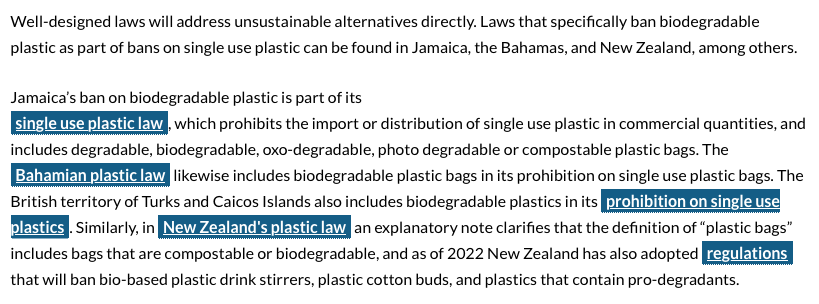 Well-designed laws will address unsustainable alternatives directly. Laws that specifically ban biodegradable
plastic as part of bans on single use plastic can be found in Jamaica, the Bahamas, and New Zealand, among others.
Jamaica’s ban on biodegradable plastic is part of its
single use plastic law , which prohibits the import or distribution of single use plastic in commercial quantities, and
includes degradable, biodegradable, oxo-degradable, photo degradable or compostable plastic bags. The
Bahamian plastic law likewise includes biodegradable plastic bags in its prohibition on single use plastic bags. The
British territory of Turks and Caicos Islands also includes biodegradable plastics in its prohibition on single use
plastics . Similarly, in New Zealand's plastic law an explanatory note clarifies that the definition of “plastic bags”
includes bags that are compostable or biodegradable, and as of 2022 New Zealand has also adopted regulations
that will ban bio-based plastic drink stirrers, plastic cotton buds, and plastics that contain pro-degradants.